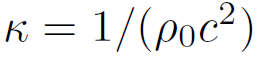 κ = 1/(ρ₀c²)